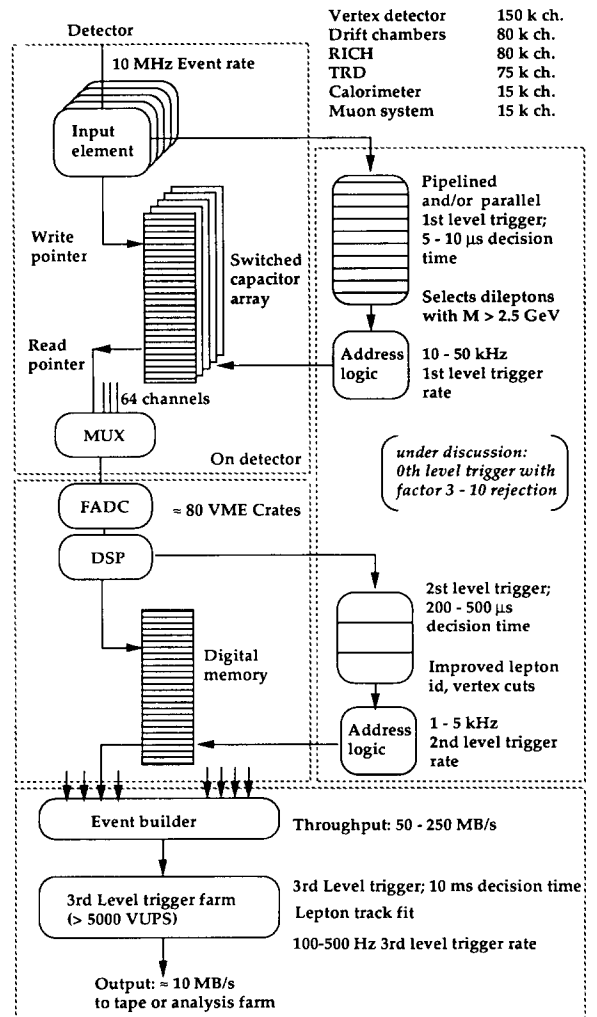 Vertex detector 150 k ch.
Drift chambers 80 k ch.
RICH 80 k ch.
TRD 75 k ch.
Calorimeter 15 k ch.
Muon system 15 k ch.
Detector
10 MHz Event rate
Input
element
Pipelined
and/or parallel
1st level trigger;
5 - 10 μs decision
time
Write
pointer
Switched
capacitor
array
Selects dileptons
with M > 2.5 GeV
Read
pointer
Address
logic
10 - 50 kHz
1st level trigger
rate
64 channels
MUX
On detector
under discussion:
0th level trigger with
factor 3 - 10 rejection
FADC
≈ 80 VME Crates
DSP
2st level trigger;
200 - 500 μs
decision time
Digital
memory
Improved lepton
id, vertex cuts
Address
logic
1 - 5 kHz
2nd level trigger
rate
Event builder
Throughput: 50 - 250 MB/s
3rd Level trigger farm
(> 5000 VUPS)
3rd Level trigger; 10 ms decision time
Lepton track fit
100-500 Hz 3rd level trigger rate
Output: ≈ 10 MB/s
to tape or analysis farm